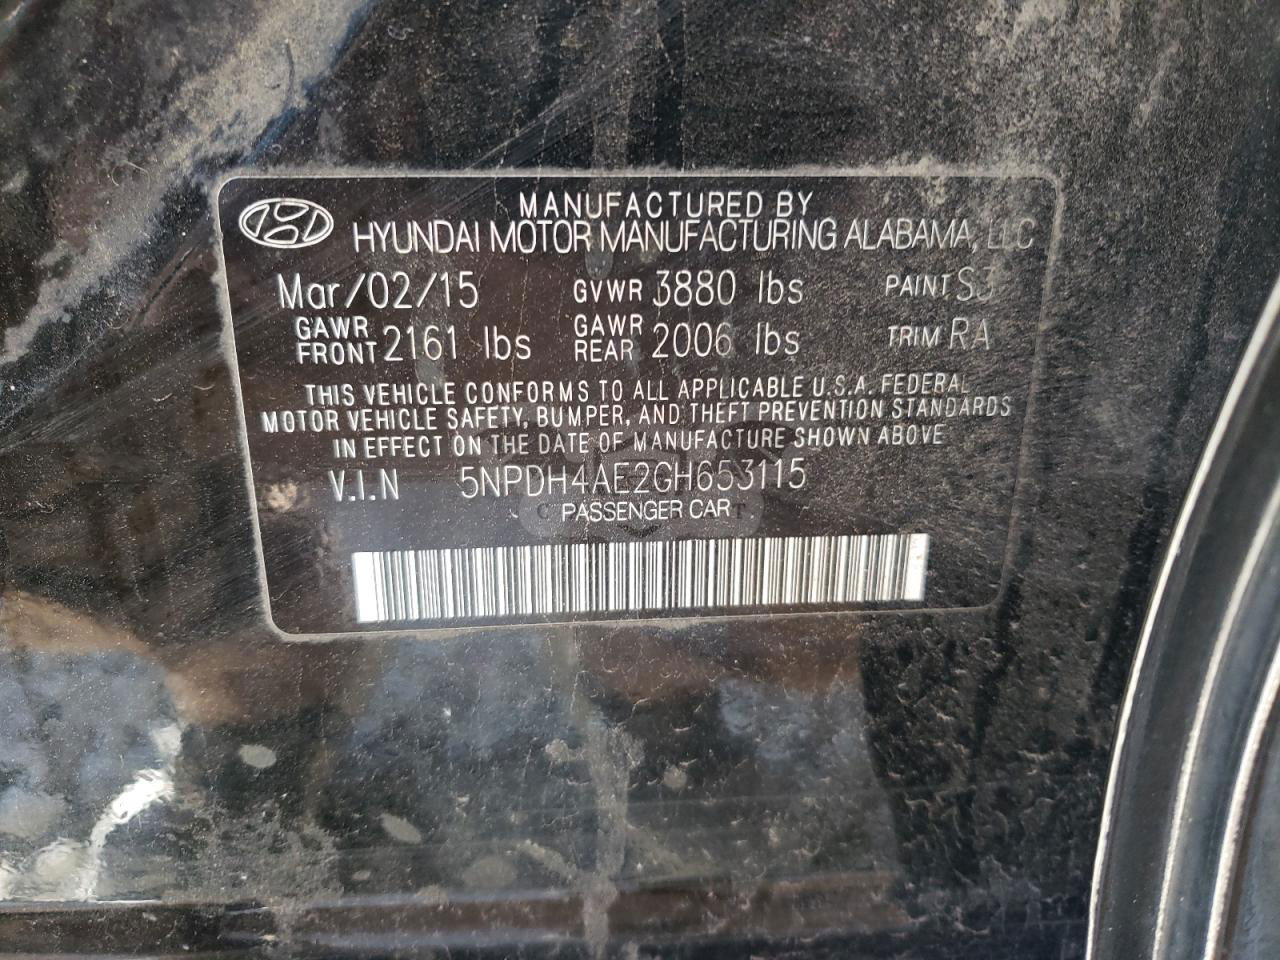 MANUFACTURED BY
HYUNDAI MOTOR MANUFACTURING ALABAMA, LLC
Mar/02/15 GVWR 3880 lbs PAINT S3
GAWR FRONT 2161 lbs GAWR REAR 2006 lbs TRIM RA
THIS VEHICLE CONFORMS TO ALL APPLICABLE U.S.A. FEDERAL
MOTOR VEHICLE SAFETY, BUMPER, AND THEFT PREVENTION STANDARDS
IN EFFECT ON THE DATE OF MANUFACTURE SHOWN ABOVE
V.I.N 5NPDH4AE2GH653115
PASSENGER CAR